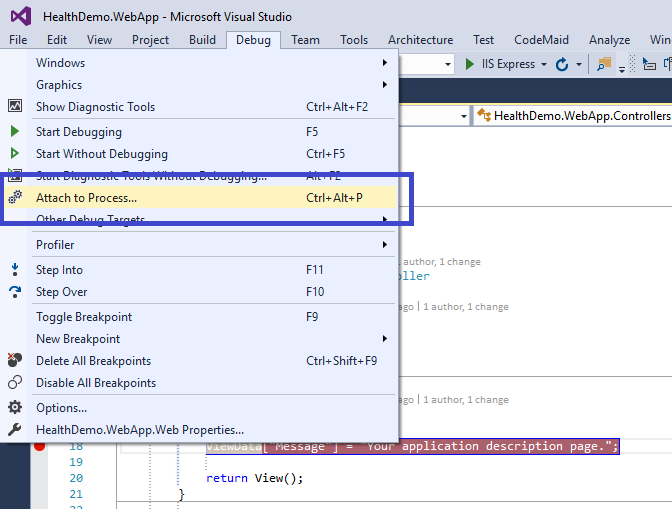 HealthDemo.WebApp - Microsoft Visual Studio
File Edit View Project Build Debug Team Tools Architecture Test CodeMaid Analyze Win
Windows
IIS Express
Graphics
Show Diagnostic Tools Ctrl+Alt+F2
HealthDemo.WebApp.Controllers
Start Debugging F5
Start Without Debugging Ctrl+F5
Start Diagnostic Tools Without Debugging... Alt+F2
Attach to Process... Ctrl+Alt+P
Other Debug Targets
Profiler
1 author, 1 change
Step Into F11
oller
Step Over F10
ago | 1 author, 1 change
Toggle Breakpoint F9
New Breakpoint
Delete All Breakpoints Ctrl+Shift+F9
Disable All Breakpoints
ago | 1 author, 1 change
Options...
HealthDemo.WebApp.Web Properties...
18 ViewData["Message"] = "Your application description page.";
19
20 return View();
21 }